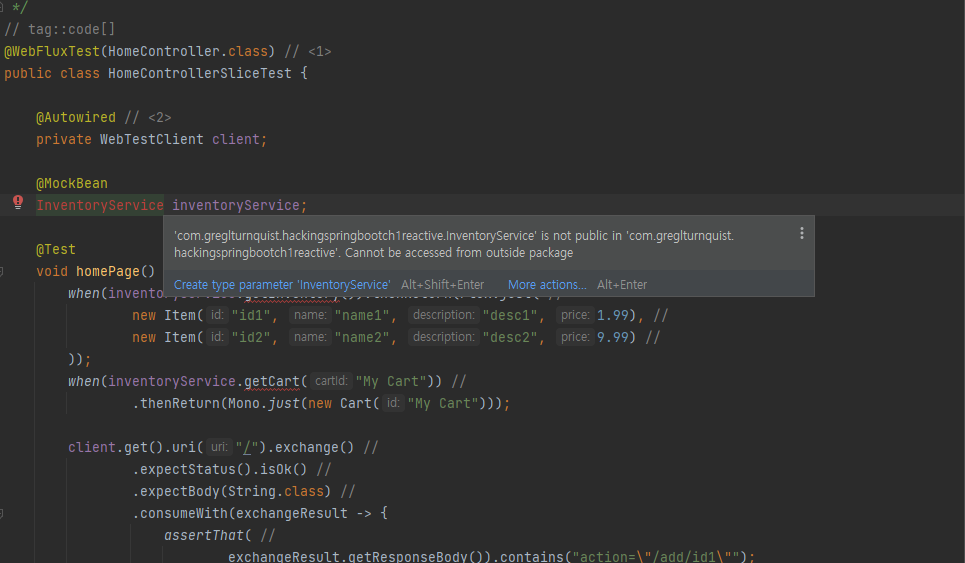 */
// tag::code[]
@WebFluxTest(HomeController.class) // <1>
public class HomeControllerSliceTest {
@Autowired // <2>
private WebTestClient client;
@MockBean
InventoryService inventoryService;
'com.greglturnquist.hackingspringbootch1reactive.InventoryService' is not public in 'com.greglturnquist.
hackingspringbootch1reactive'. Cannot be accessed from outside package
Create type parameter 'InventoryService' Alt+Shift+Enter More actions... Alt+Enter
@Test
void homePage()
when(inventor
new Item( id: "id1", name: "name1", description: "desc1", price: 1.99), //
new Item( id: "id2", name: "name2", description: "desc2", price: 9.99) //
));
when(inventoryService.getCart( cartId: "My Cart")) //
.thenReturn(Mono.just(new Cart( id: "My Cart")));
client.get().uri( uri: "/").exchange() //
.expectStatus().isOk() //
.expectBody(String.class) //
.consumeWith(exchangeResult -> {
assertThat( //
exchangeResult.getResponseBody()).contains("action=\"/add/id1\"");